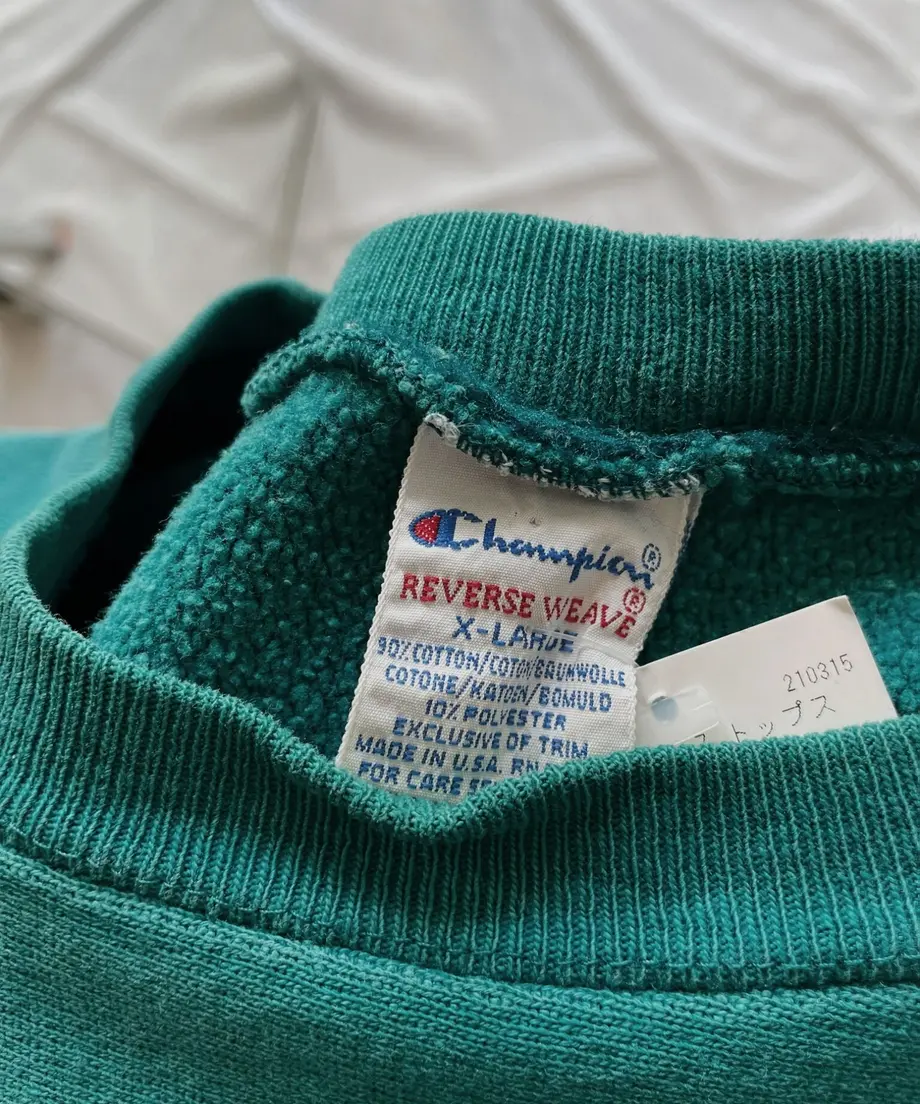 Champion®
REVERSE WEAVE®
X-LARGE
90% COTTON/COTON/BAUMWOLLE
COTONE/KATOEN/BOMULD
10% POLYESTER
EXCLUSIVE OF TRIM
MADE IN U.S.A. RN
FOR CARE
210315
トップス